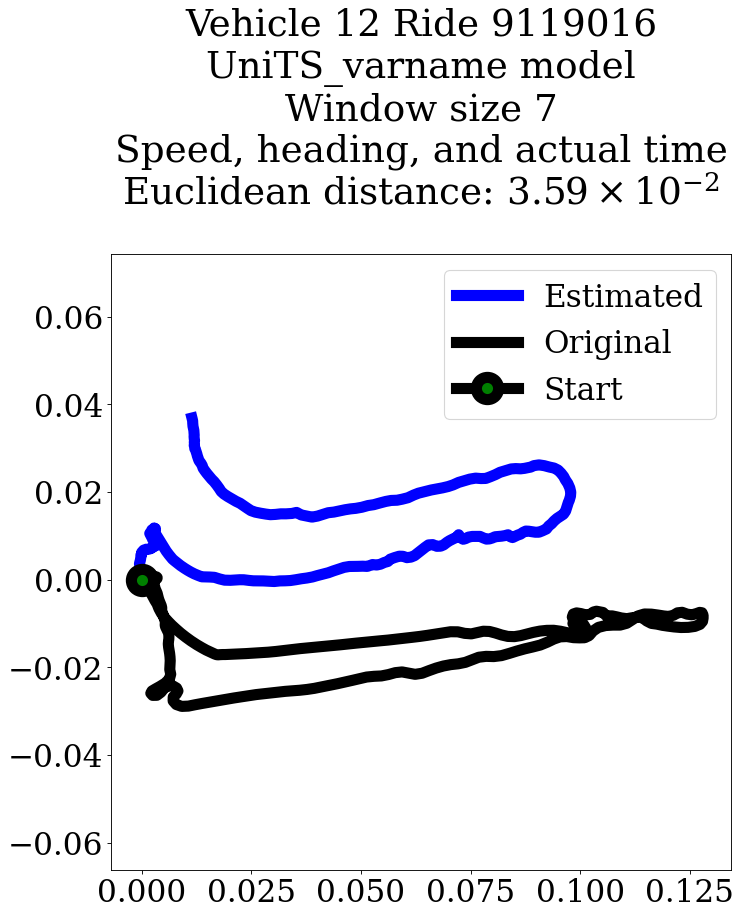 Vehicle 12 Ride 9119016
UniTS_varname model
Window size 7
Speed, heading, and actual time
Euclidean distance: 3.59 × 10⁻²
Estimated
Original
Start
0.06
0.04
0.02
0.00
−0.02
−0.04
−0.06
0.000 0.025 0.050 0.075 0.100 0.125